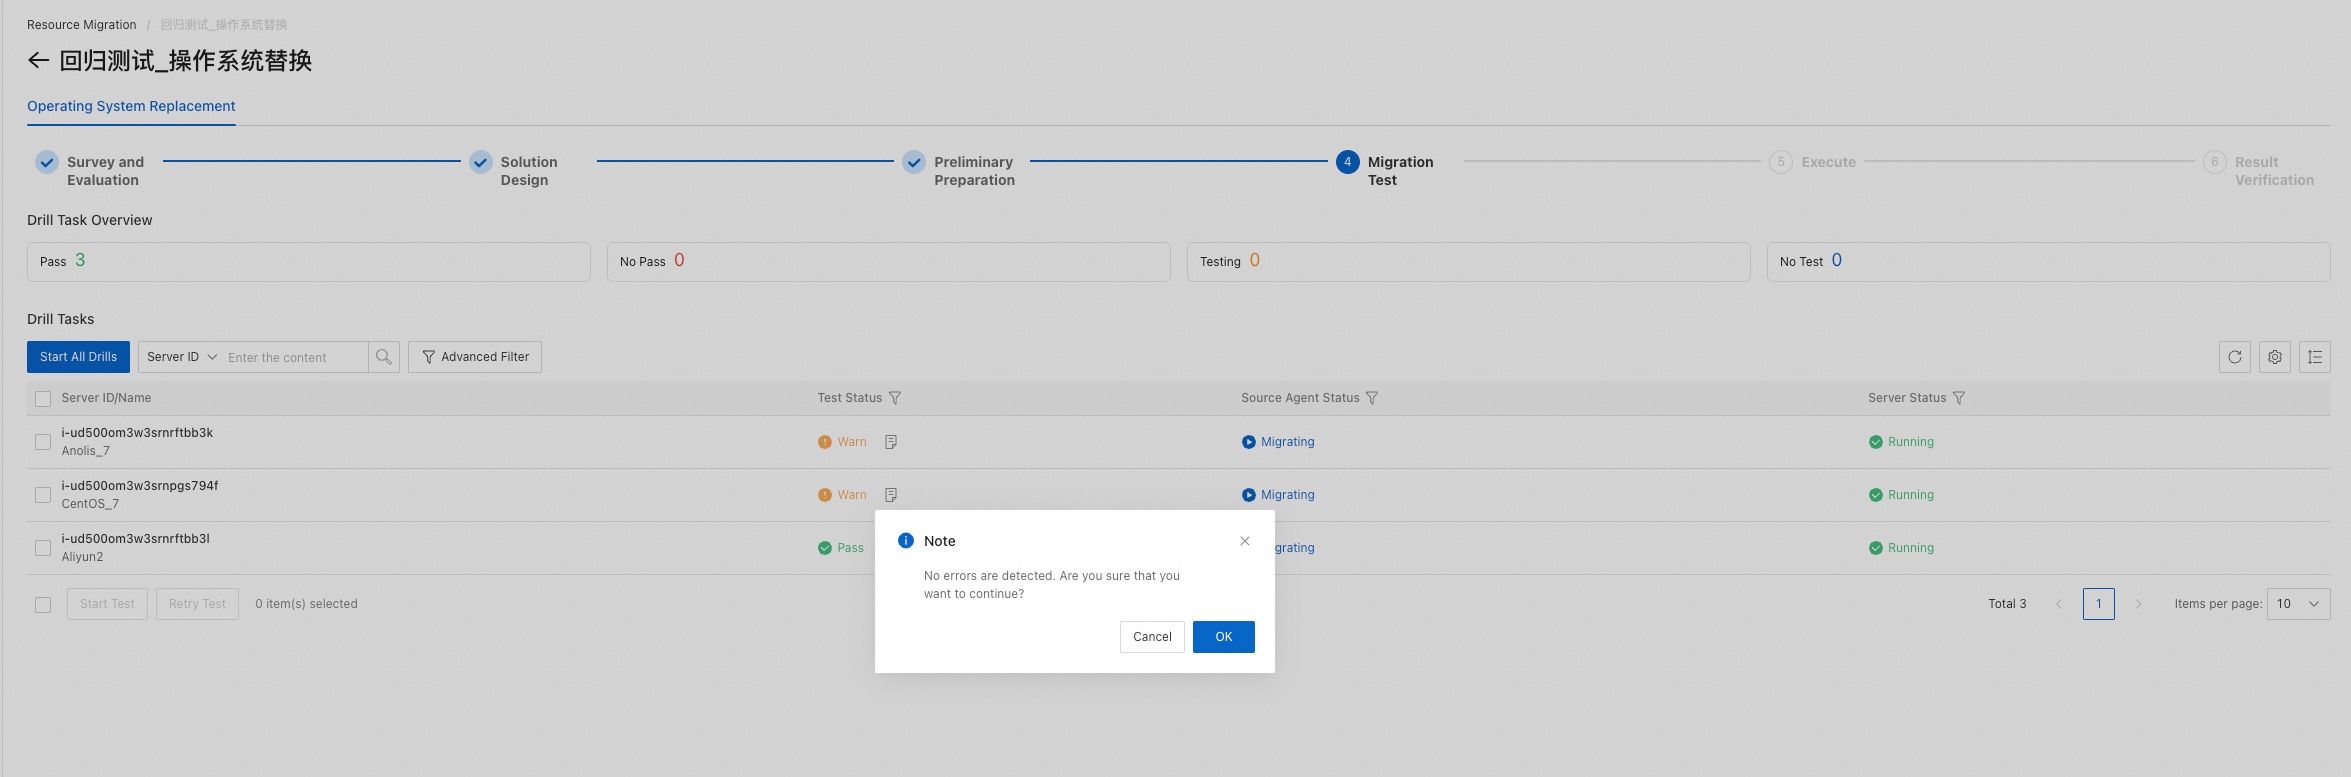 Resource Migration / 回归测试_操作系统替换
回归测试_操作系统替换
Operating System Replacement
Survey and
Evaluation
Solution
Design
Preliminary
Preparation
4 Migration
Test
5 Execute
6 Result
Verification
Drill Task Overview
Pass 3
No Pass 0
Testing 0
No Test 0
Drill Tasks
Start All Drills Server ID Enter the content Advanced Filter
Server ID/Name Test Status Source Agent Status Server Status
i-ud500om3w3srnrftbb3k
Anolis_7
Warn Migrating Running
i-ud500om3w3srnpgs794f
CentOS_7
Warn Migrating Running
i-ud500om3w3srnrftbb3l
Aliyun2
Pass grating Running
Note
No errors are detected. Are you sure that you
want to continue?
Cancel OK
Start Test Retry Test 0 item(s) selected
Total 3 1 Items per page: 10